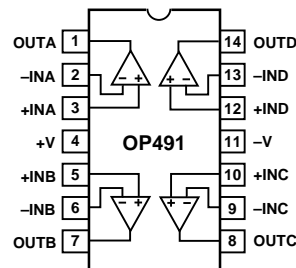 OUTA 1 14 OUTD
–INA 2 13 –IND
+INA 3 12 +IND
+V 4 OP491 11 –V
+INB 5 10 +INC
–INB 6 9 –INC
OUTB 7 8 OUTC
– + + –
– + + –